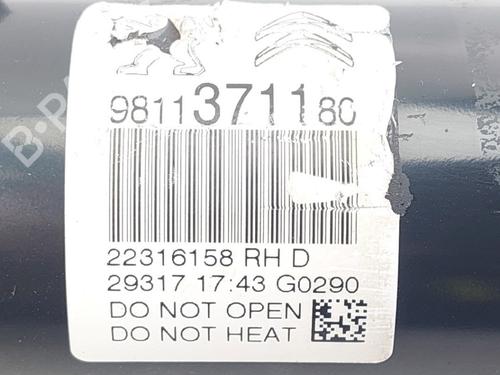 9811371180
22316158 RH D
29317 17:43 G0290
DO NOT OPEN
DO NOT HEAT